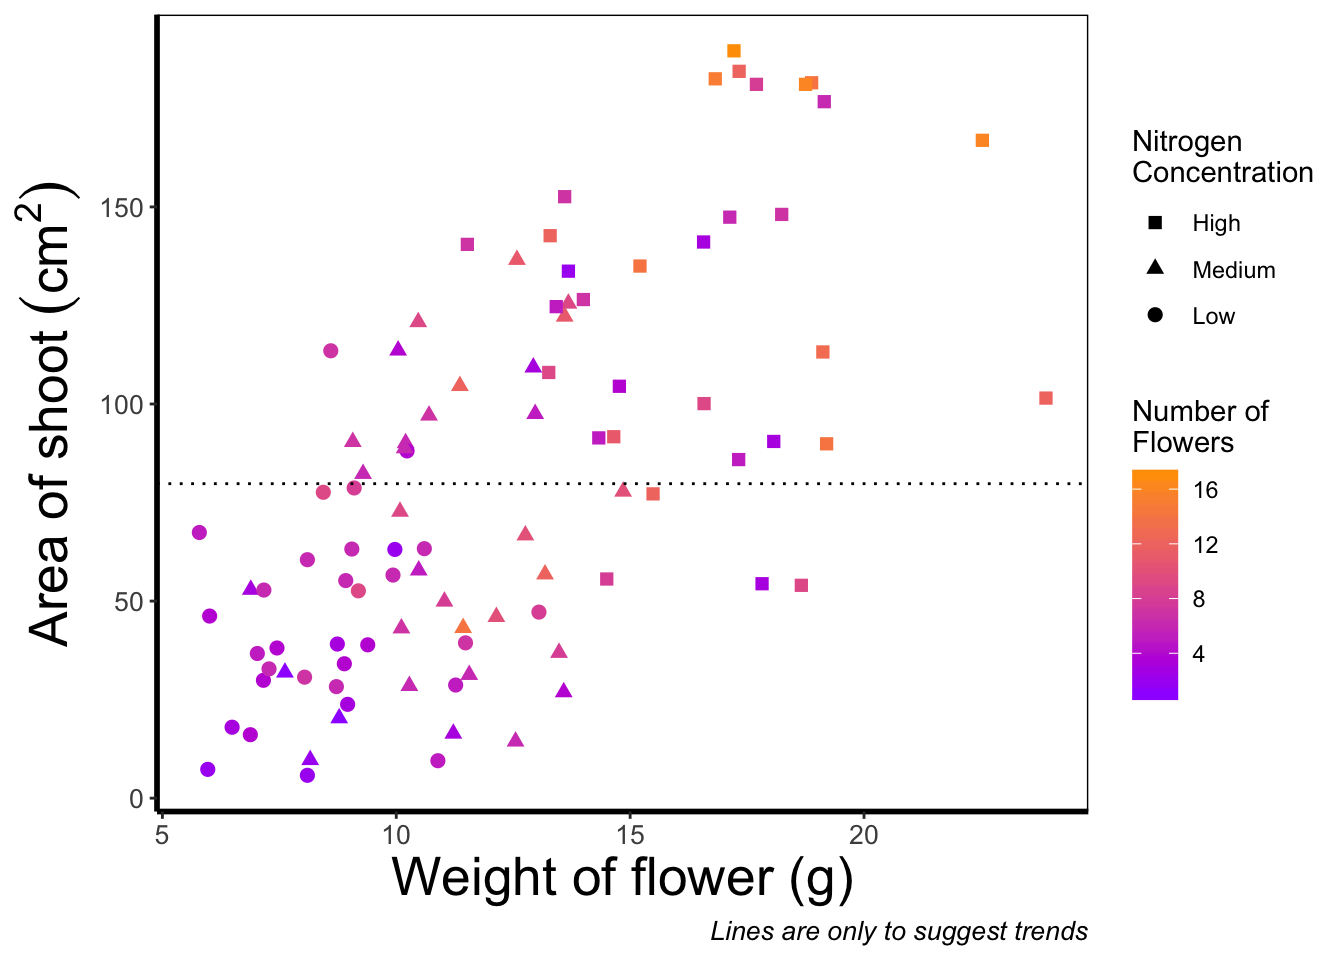 Area of shoot (cm²)
150
100
50
0
5 10 15 20
Weight of flower (g)
Lines are only to suggest trends
Nitrogen
Concentration
High
Medium
Low
Number of
Flowers
16
12
8
4